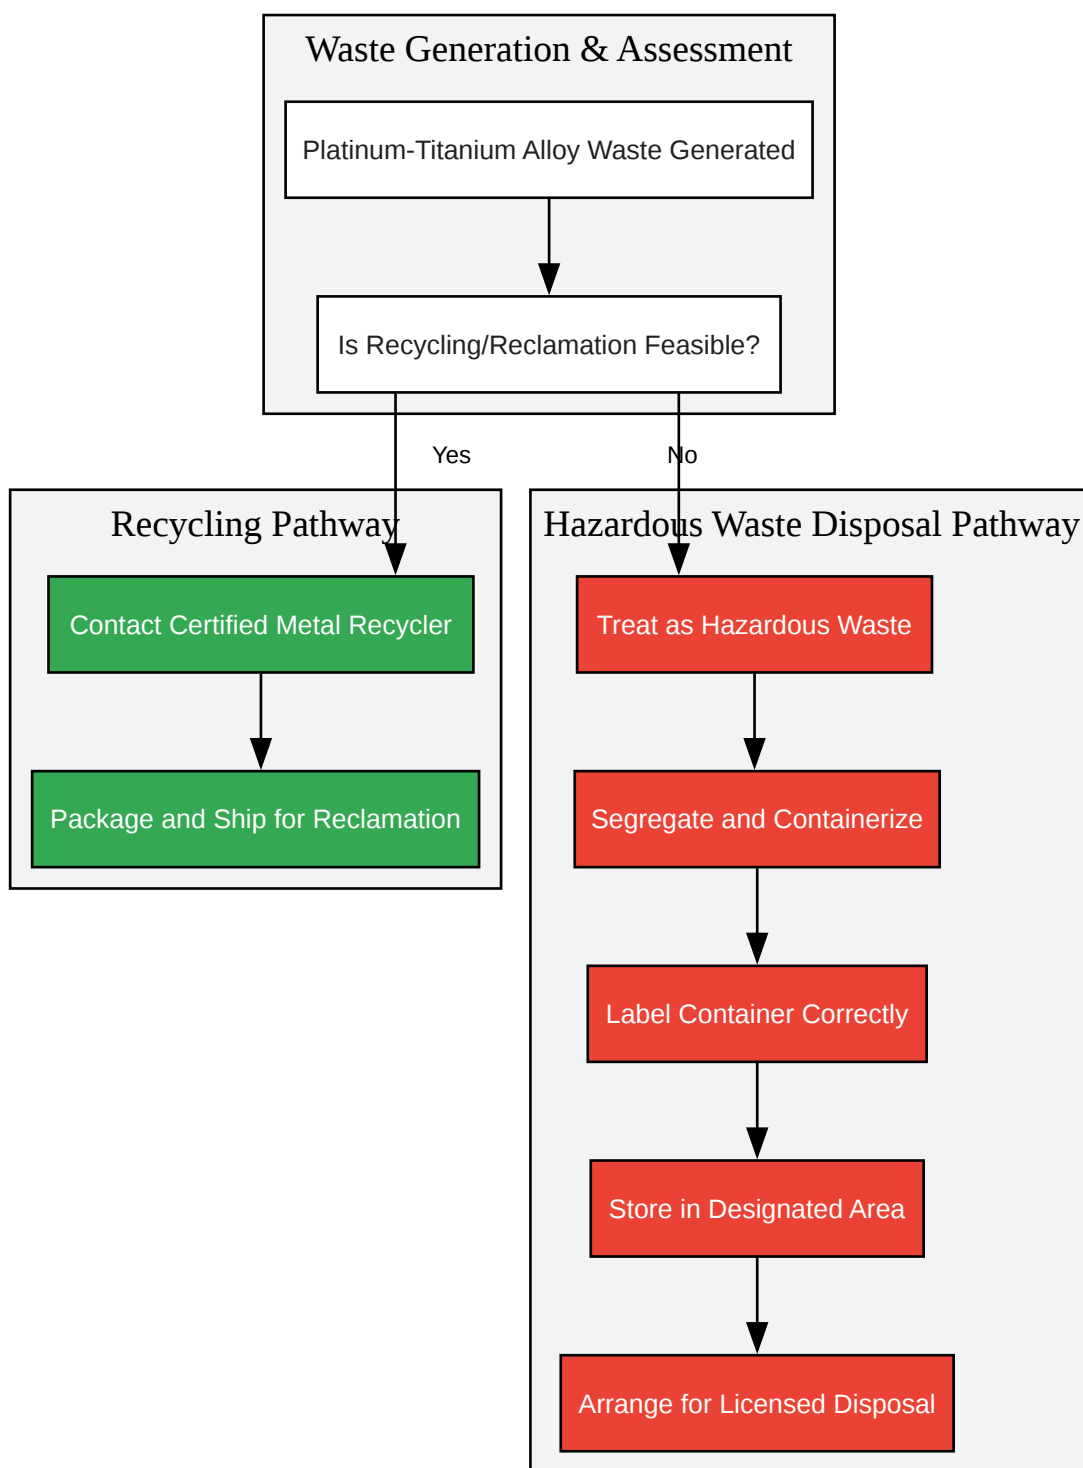 Waste Generation & Assessment
Platinum-Titanium Alloy Waste Generated
Is Recycling/Reclamation Feasible?
Yes
No
Recycling Pathway
Contact Certified Metal Recycler
Package and Ship for Reclamation
Hazardous Waste Disposal Pathway
Treat as Hazardous Waste
Segregate and Containerize
Label Container Correctly
Store in Designated Area
Arrange for Licensed Disposal